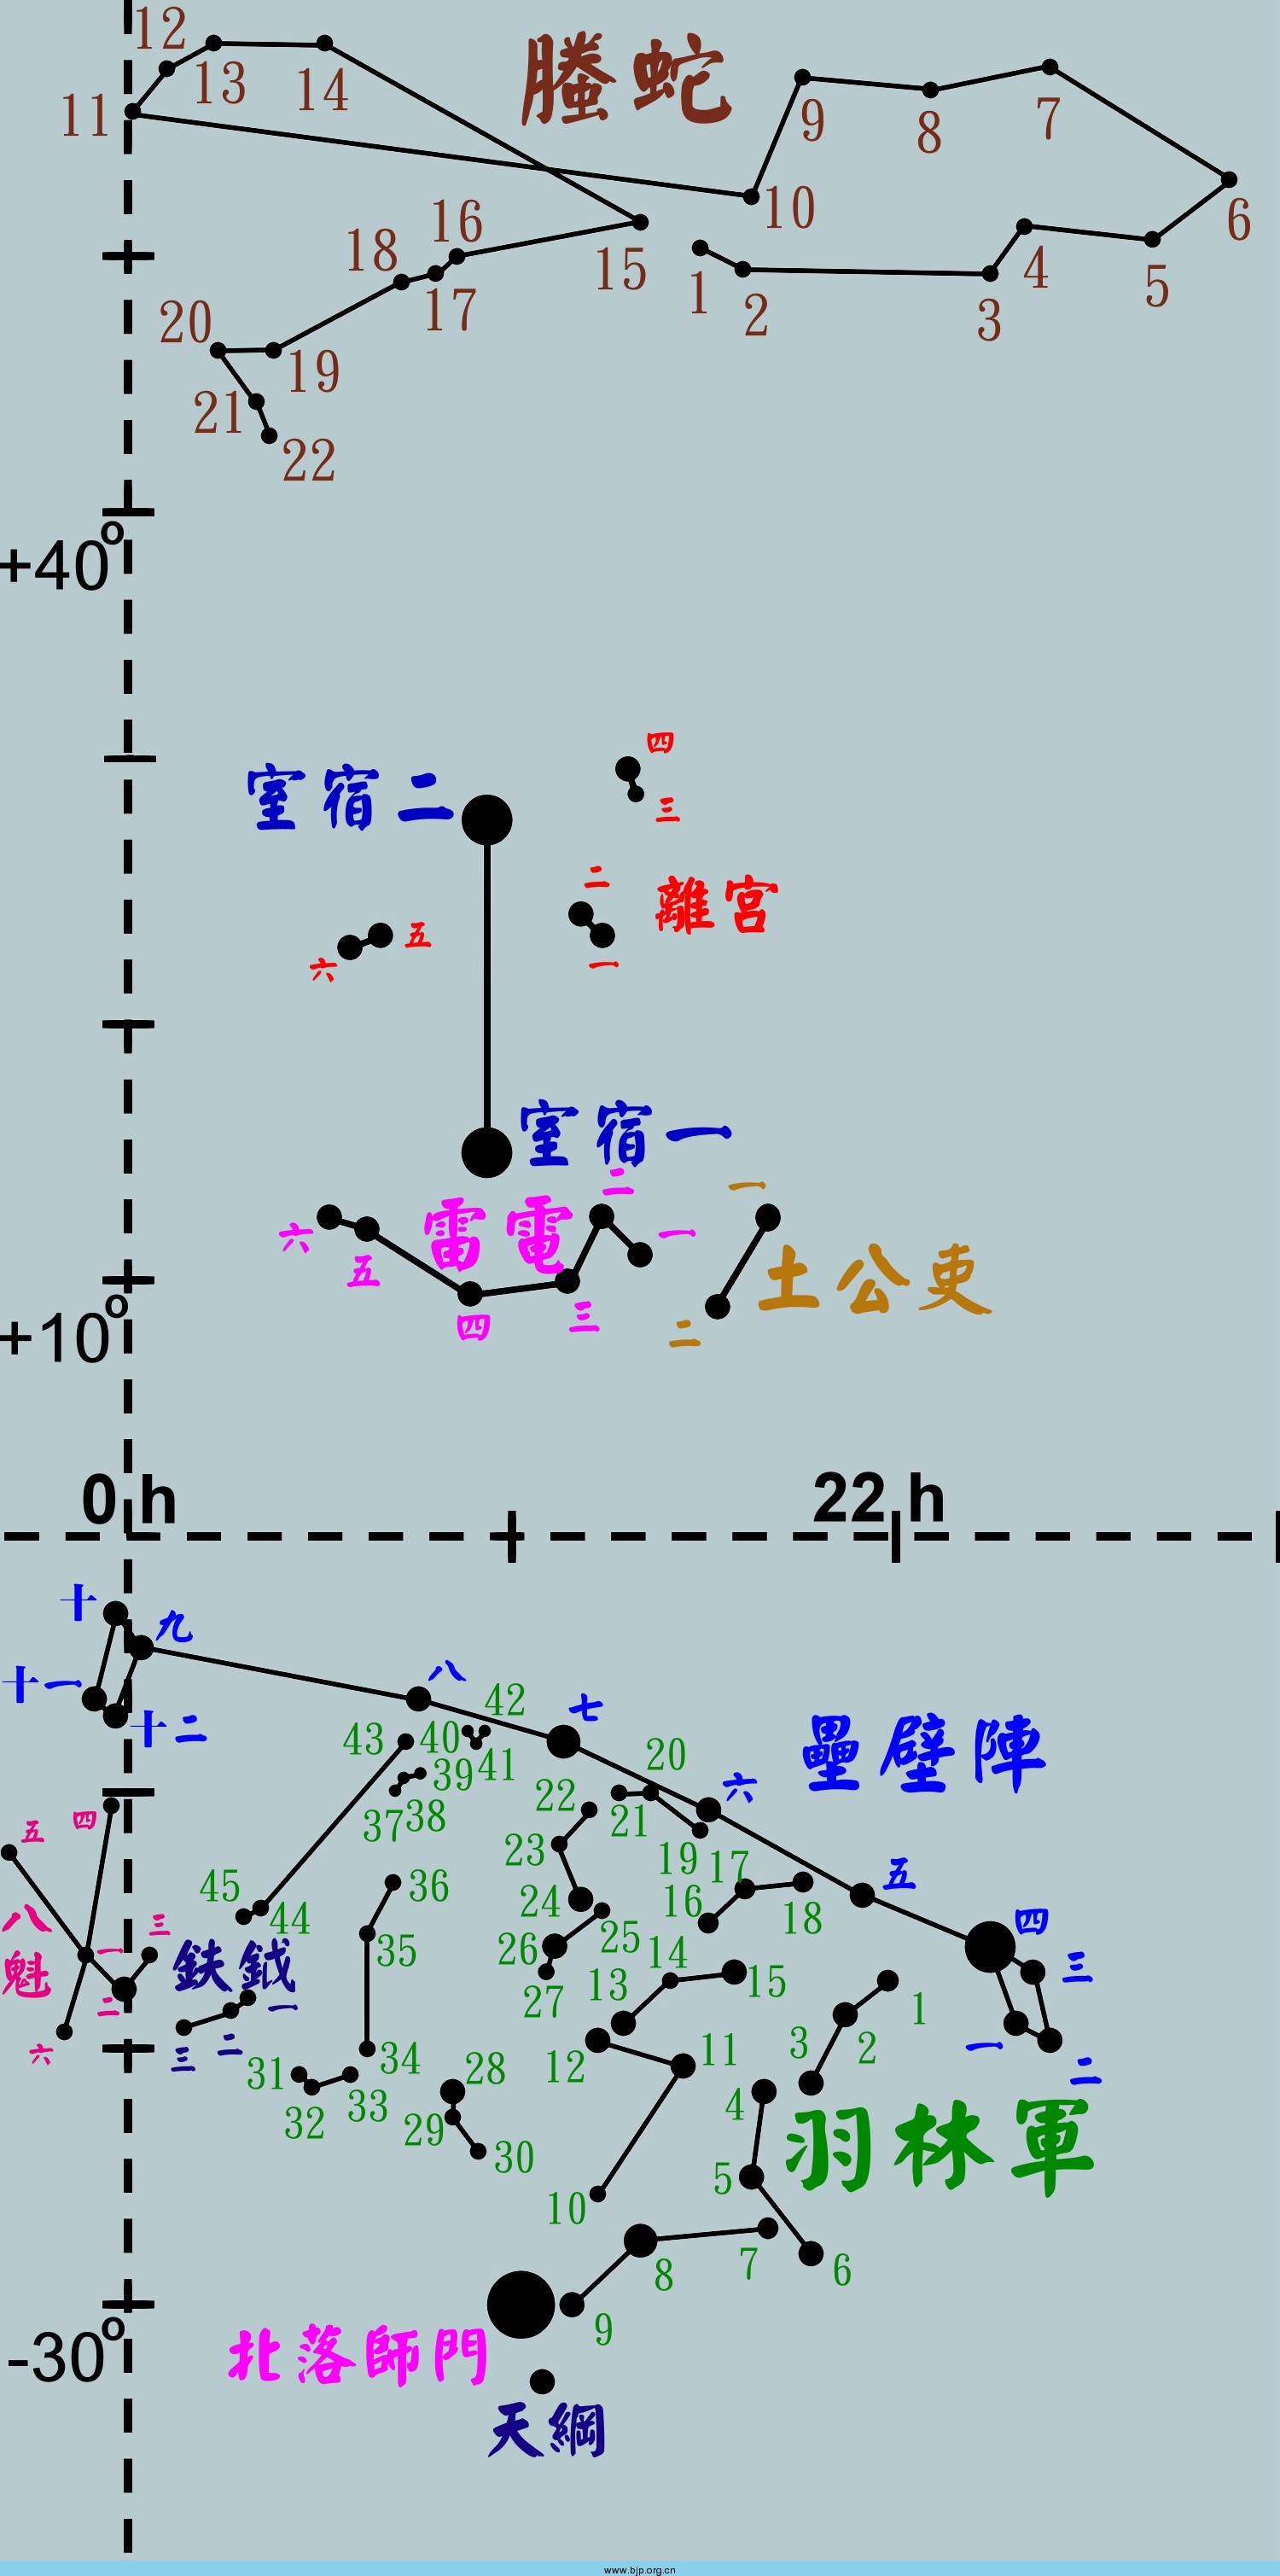 12
13
14
11
螣蛇
9
8
7
10
6
16
18
15
1
2
3
4
5
17
20
19
21
22
+40°
四
三
室宿二
二
離宮
一
五
六
室宿一
二
一
一
雷電
六
五
四
三
土公吏
二
+10°
0 h
22 h
十
九
八
十一
十二
七
42
43
40
41
20
壘壁陣
39
37
38
22
21
六
五
四
23
19
17
五
45
36
24
16
18
四
八魁
一
三
44
35
26
25
14
三
鈇鉞
一
二
27
13
15
1
一
二
三
二
六
31
34
28
12
11
3
2
32
33
29
4
羽林軍
30
10
5
7
6
8
9
-30°
北落師門
天綱
www.bjp.org.cn